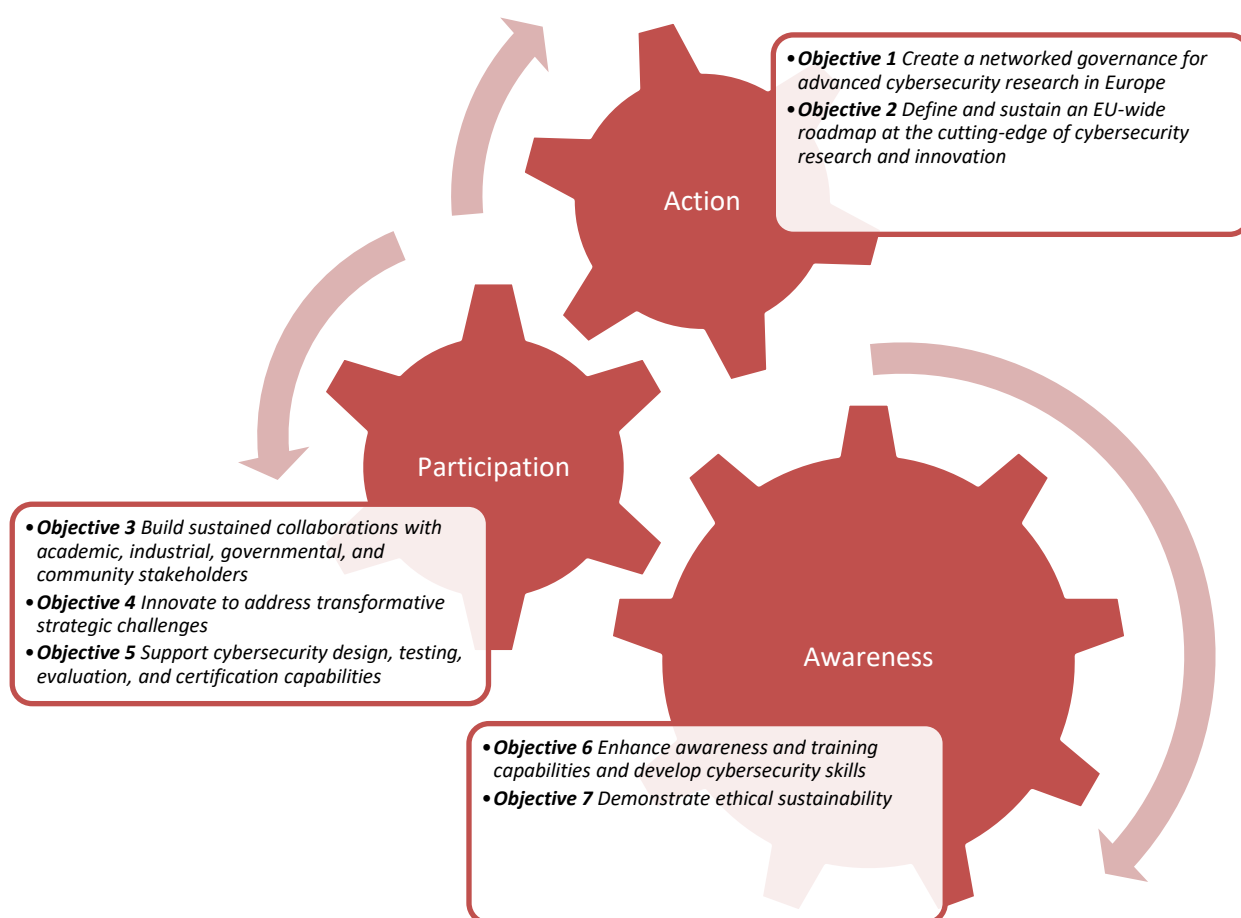 • Objective 1 Create a networked governance for
advanced cybersecurity research in Europe
• Objective 2 Define and sustain an EU-wide
roadmap at the cutting-edge of cybersecurity
research and innovation
Action
Participation
• Objective 3 Build sustained collaborations with
academic, industrial, governmental, and
community stakeholders
• Objective 4 Innovate to address transformative
strategic challenges
• Objective 5 Support cybersecurity design, testing,
evaluation, and certification capabilities
Awareness
• Objective 6 Enhance awareness and training
capabilities and develop cybersecurity skills
• Objective 7 Demonstrate ethical sustainability